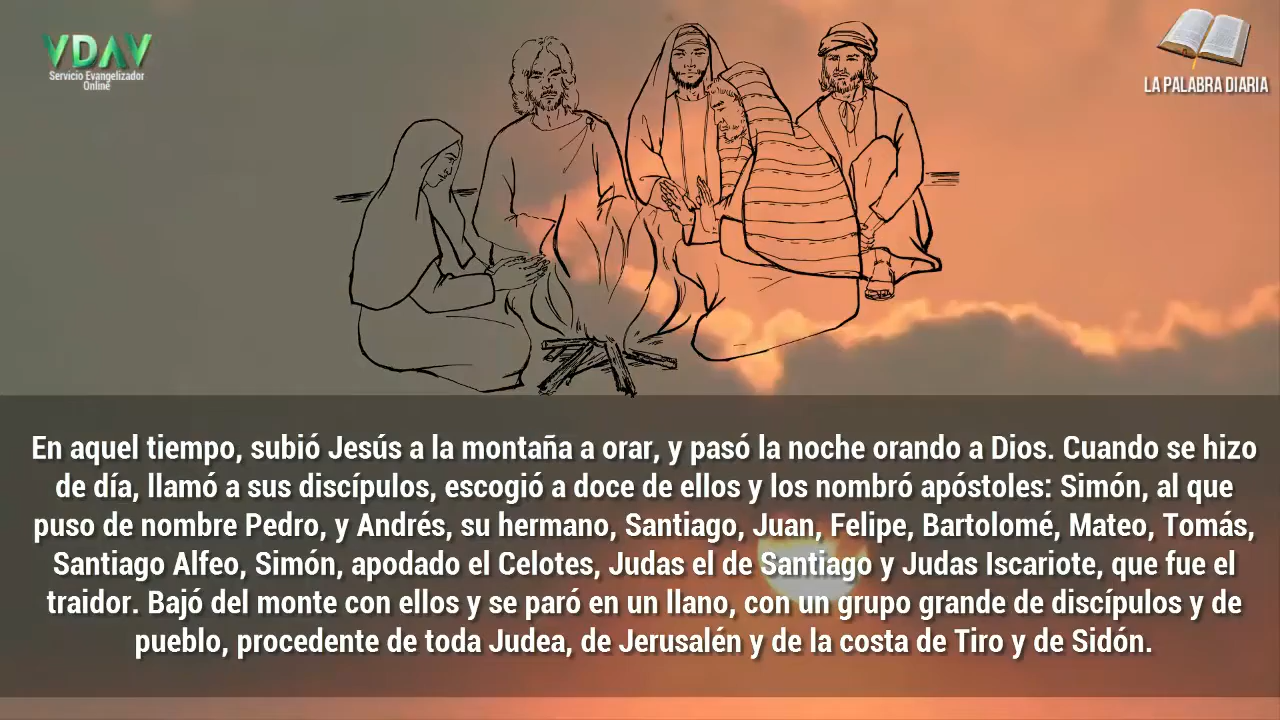 VDAV
Servicio Evangelizador
Online
LA PALABRA DIARIA
En aquel tiempo, subió Jesús a la montaña a orar, y pasó la noche orando a Dios. Cuando se hizo
de día, llamó a sus discípulos, escogió a doce de ellos y los nombró apóstoles: Simón, al que
puso de nombre Pedro, y Andrés, su hermano, Santiago, Juan, Felipe, Bartolomé, Mateo, Tomás,
Santiago Alfeo, Simón, apodado el Celotes, Judas el de Santiago y Judas Iscariote, que fue el
traidor. Bajó del monte con ellos y se paró en un llano, con un grupo grande de discípulos y de
pueblo, procedente de toda Judea, de Jerusalén y de la costa de Tiro y de Sidón.